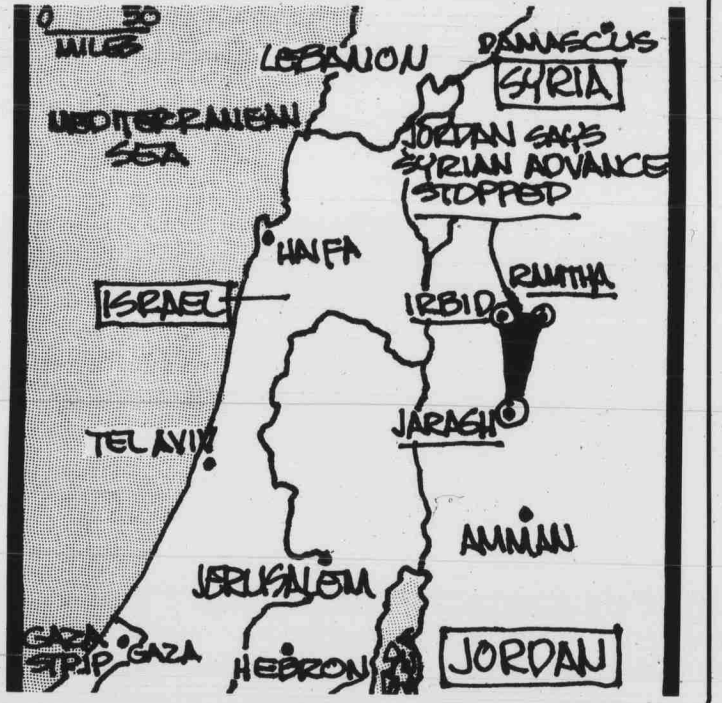 0 50
MILES
LEBANON
DAMASCUS
SYRIA
MEDITERRANEAN
SEA
JORDAN SAYS
SYRIAN ADVANCE
STOPPED
HAIFA
RAMTHA
ISRAEL
IRBID
JARASH
TEL AVIV
AMMAN
JERUSALEM
GAZA
STRIP
GAZA
HEBRON
JORDAN